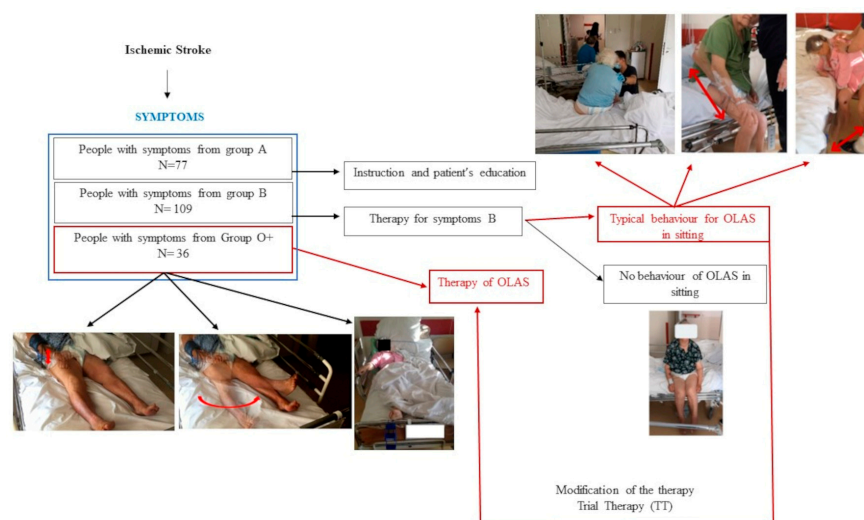 Ischemic Stroke
SYMPTOMS
People with symptoms from group A
N=77
People with symptoms from group B
N= 109
People with symptoms from Group O+
N= 36
Instruction and patient's education
Therapy for symptoms B
Typical behaviour for OLAS
in sitting
Therapy of OLAS
No behaviour of OLAS in
sitting
Modification of the therapy
Trial Therapy (TT)